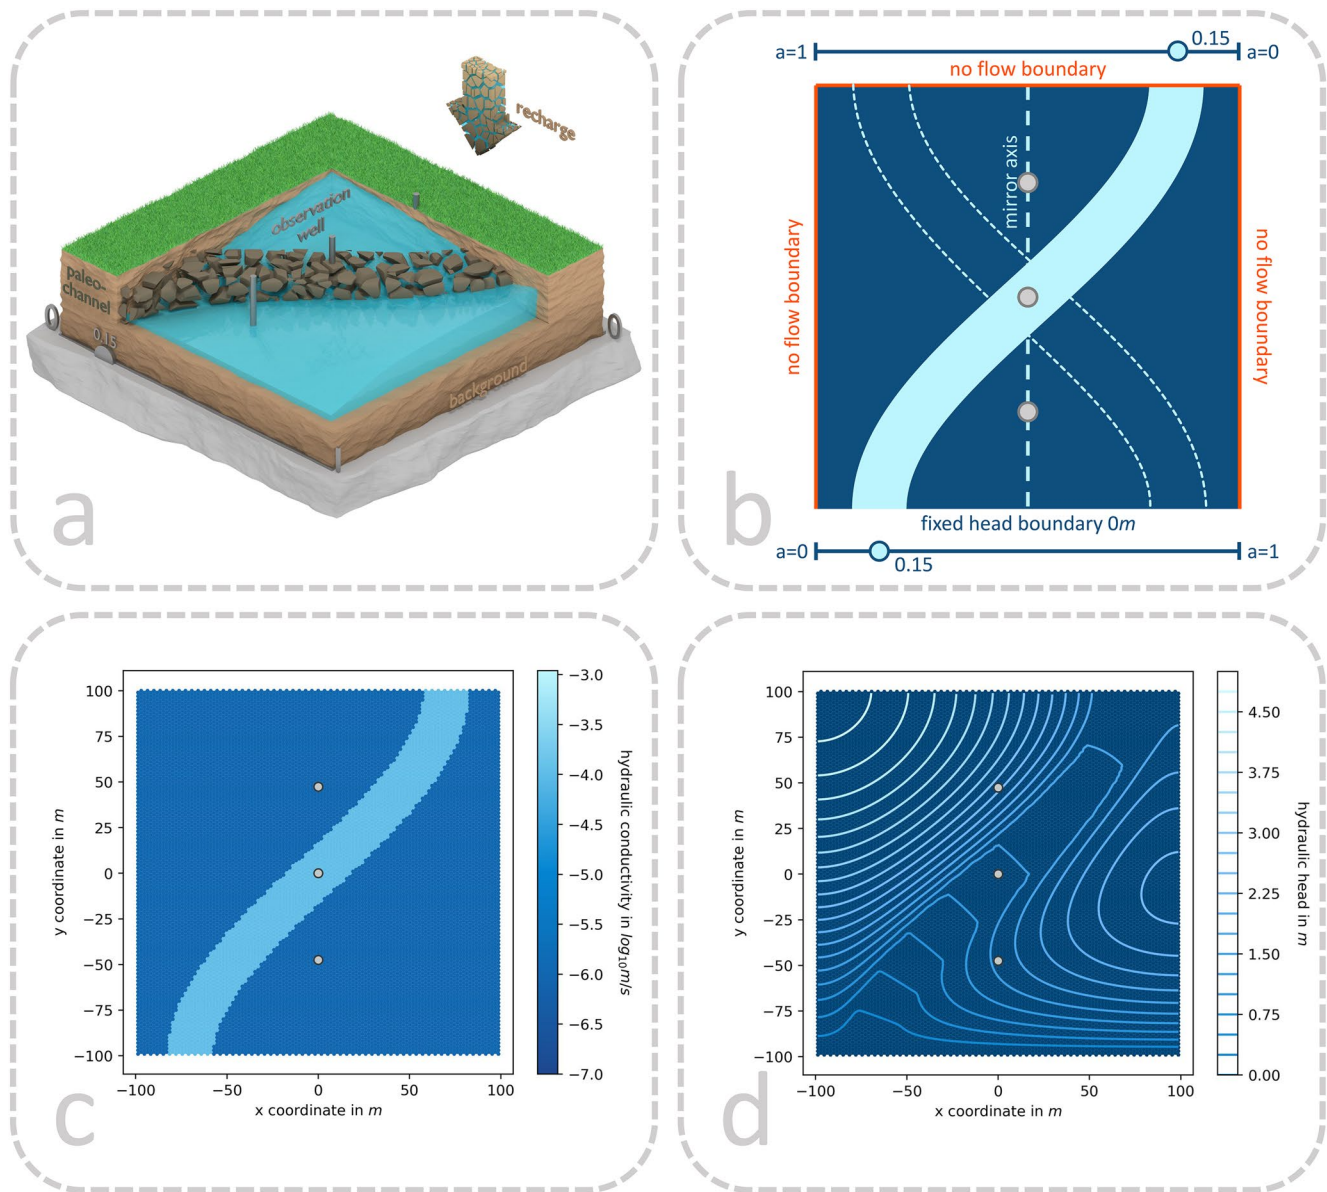 recharge
observation
well
paleo-
channel
0.15
background
a
a=1
0.15
a=0
no flow boundary
mirror axis
no flow boundary
no flow boundary
fixed head boundary 0m
a=0
0.15
a=1
b
100
75
50
25
0
−25
−50
−75
−100
y coordinate in m
−100
−50
0
50
100
x coordinate in m
−3.0
−3.5
−4.0
−4.5
−5.0
−5.5
−6.0
−6.5
−7.0
hydraulic conductivity in log10m/s
c
100
75
50
25
0
−25
−50
−75
−100
y coordinate in m
−100
−50
0
50
100
x coordinate in m
4.50
3.75
3.00
2.25
1.50
0.75
0.00
hydraulic head in m
d